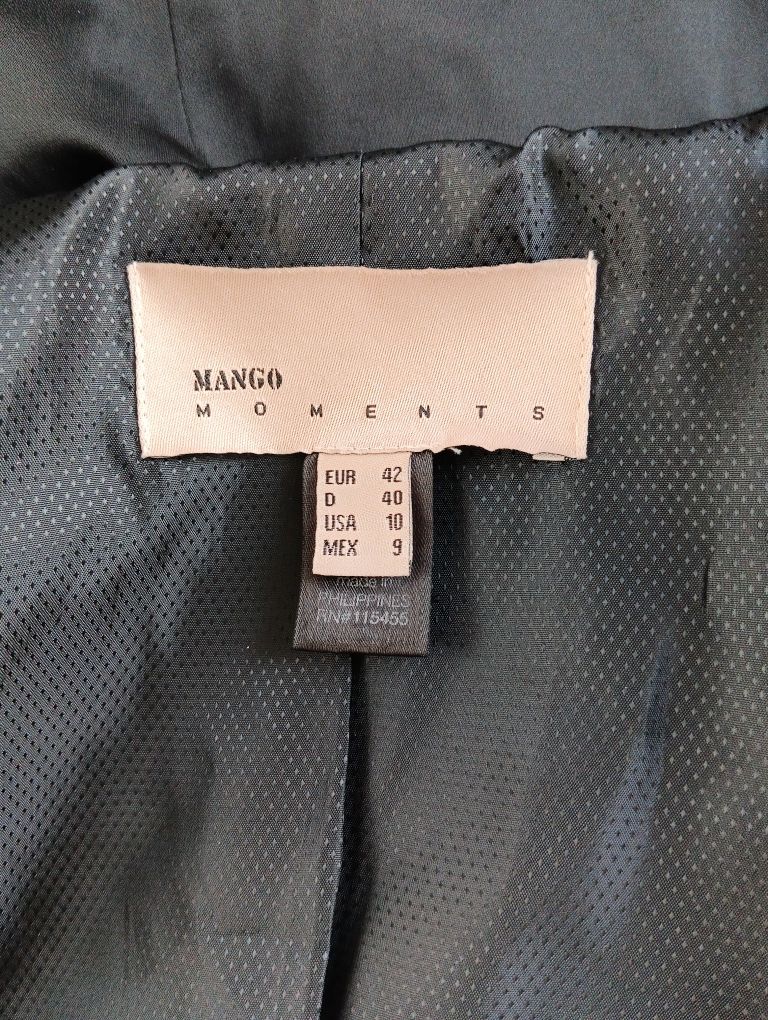 MANGO
MOMENTS
EUR 42
D 40
USA 10
MEX 9
made in
PHILIPPINES
RN#115455